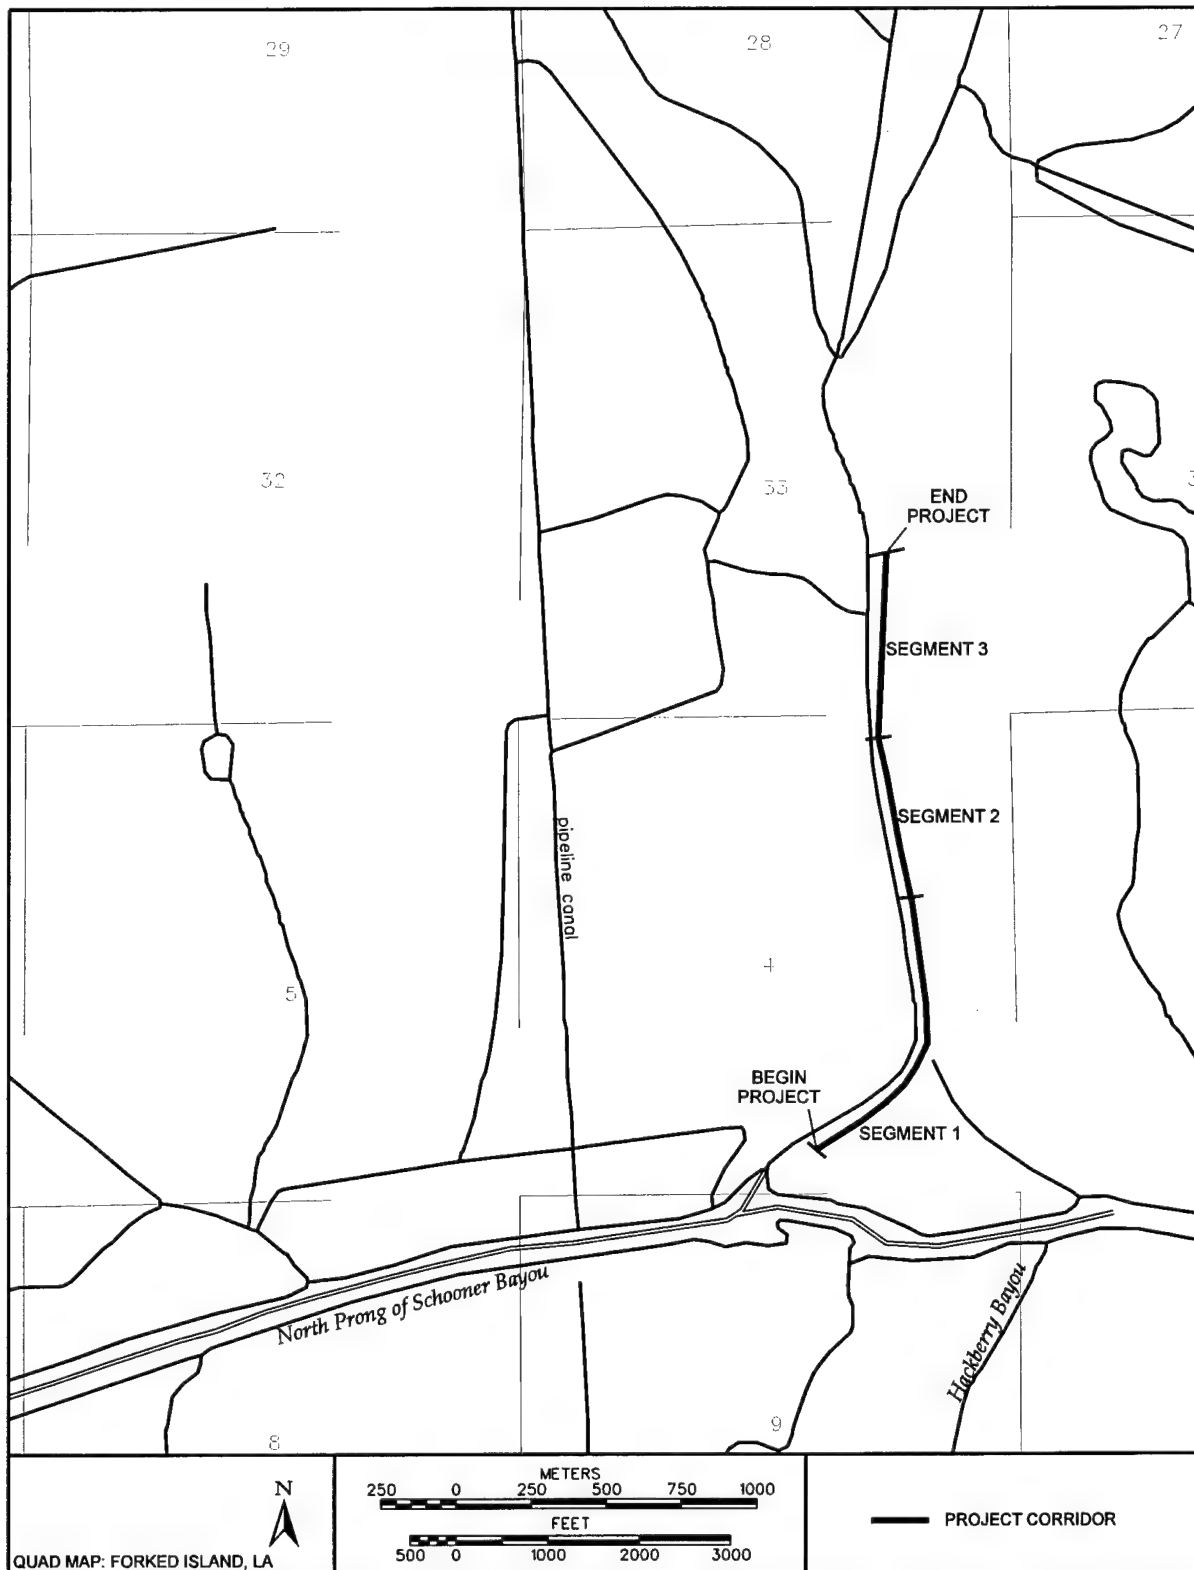 29
28
27
32
33
3
END
PROJECT
SEGMENT 3
SEGMENT 2
pipeline canal
4
5
BEGIN
PROJECT
SEGMENT 1
North Prong of Schooner Bayou
Hackberry Bayou
8
9
N
QUAD MAP: FORKED ISLAND, LA
METERS
250 0 250 500 750 1000
FEET
500 0 1000 2000 3000
PROJECT CORRIDOR